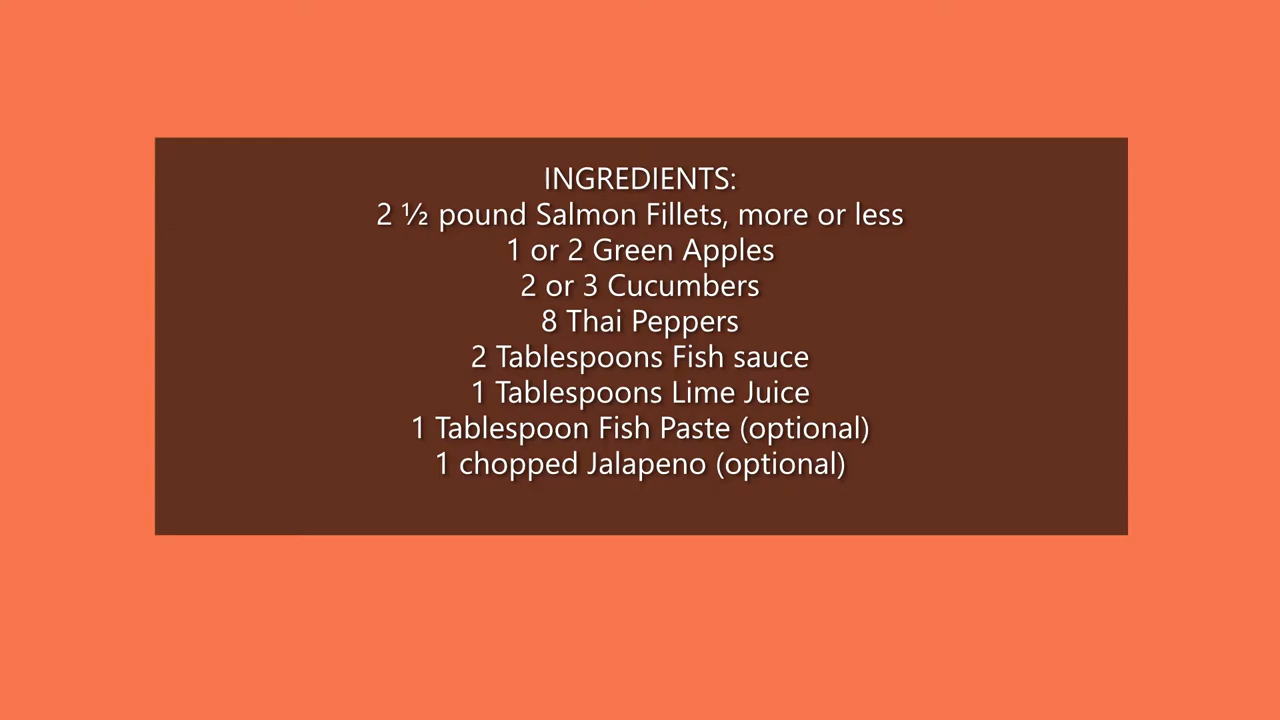 INGREDIENTS:
2 ½ pound Salmon Fillets, more or less
1 or 2 Green Apples
2 or 3 Cucumbers
8 Thai Peppers
2 Tablespoons Fish sauce
1 Tablespoons Lime Juice
1 Tablespoon Fish Paste (optional)
1 chopped Jalapeno (optional)